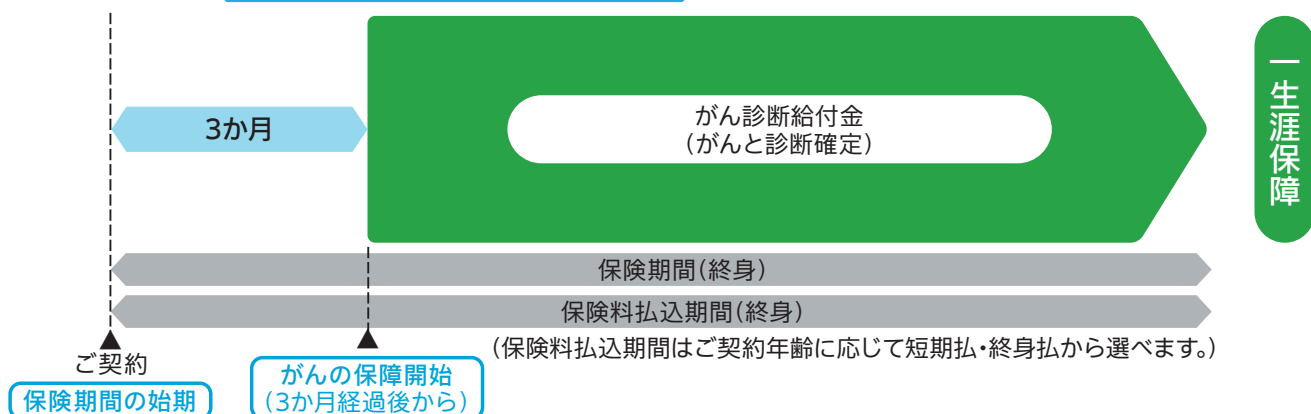 3か月
がん診断給付金
（がんと診断確定）
一生涯保障
保険期間（終身）
保険料払込期間（終身）
（保険料払込期間はご契約年齢に応じて短期払・終身払から選べます。）
ご契約
保険期間の始期
がんの保障開始
（3か月経過後から）